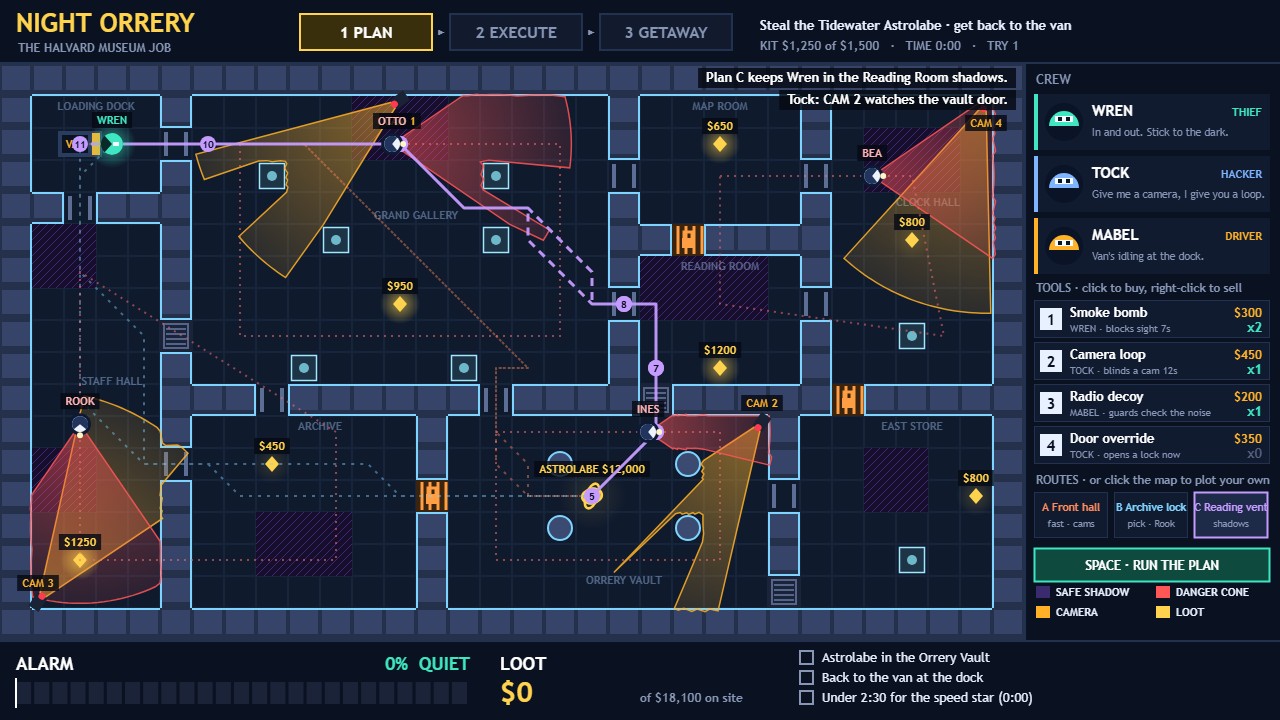 NIGHT ORRERY
THE HALVARD MUSEUM JOB
1 PLAN
2 EXECUTE
3 GETAWAY
Steal the Tidewater Astrolabe · get back to the van
KIT $1,250 of $1,500 · TIME 0:00 · TRY 1
Plan C keeps Wren in the Reading Room shadows.
Tock: CAM 2 watches the vault door.
LOADING DOCK
WREN
11
10
OTTO 1
MAP ROOM
$650
CAM 4
BEA
CLOCK HALL
$800
GRAND GALLERY
READING ROOM
$950
8
$1200
7
STAFF HALL
ROOK
INES
CAM 2
ARCHIVE
$450
EAST STORE
ASTROLABE $12,000
5
$800
$1250
CAM 3
ORRERY VAULT
CREW
WREN
THIEF
In and out. Stick to the dark.
TOCK
HACKER
Give me a camera, I give you a loop.
MABEL
DRIVER
Van's idling at the dock.
TOOLS · click to buy, right-click to sell
1
Smoke bomb
$300
WREN · blocks sight 7s
x2
2
Camera loop
$450
TOCK · blinds a cam 12s
x1
3
Radio decoy
$200
MABEL · guards check the noise
x1
4
Door override
$350
TOCK · opens a lock now
x0
ROUTES · or click the map to plot your own
A Front hall
fast · cams
B Archive lock
pick · Rook
C Reading vent
shadows
SPACE · RUN THE PLAN
SAFE SHADOW
DANGER CONE
CAMERA
LOOT
ALARM
0% QUIET
LOOT
$0
of $18,100 on site
Astrolabe in the Orrery Vault
Back to the van at the dock
Under 2:30 for the speed star (0:00)